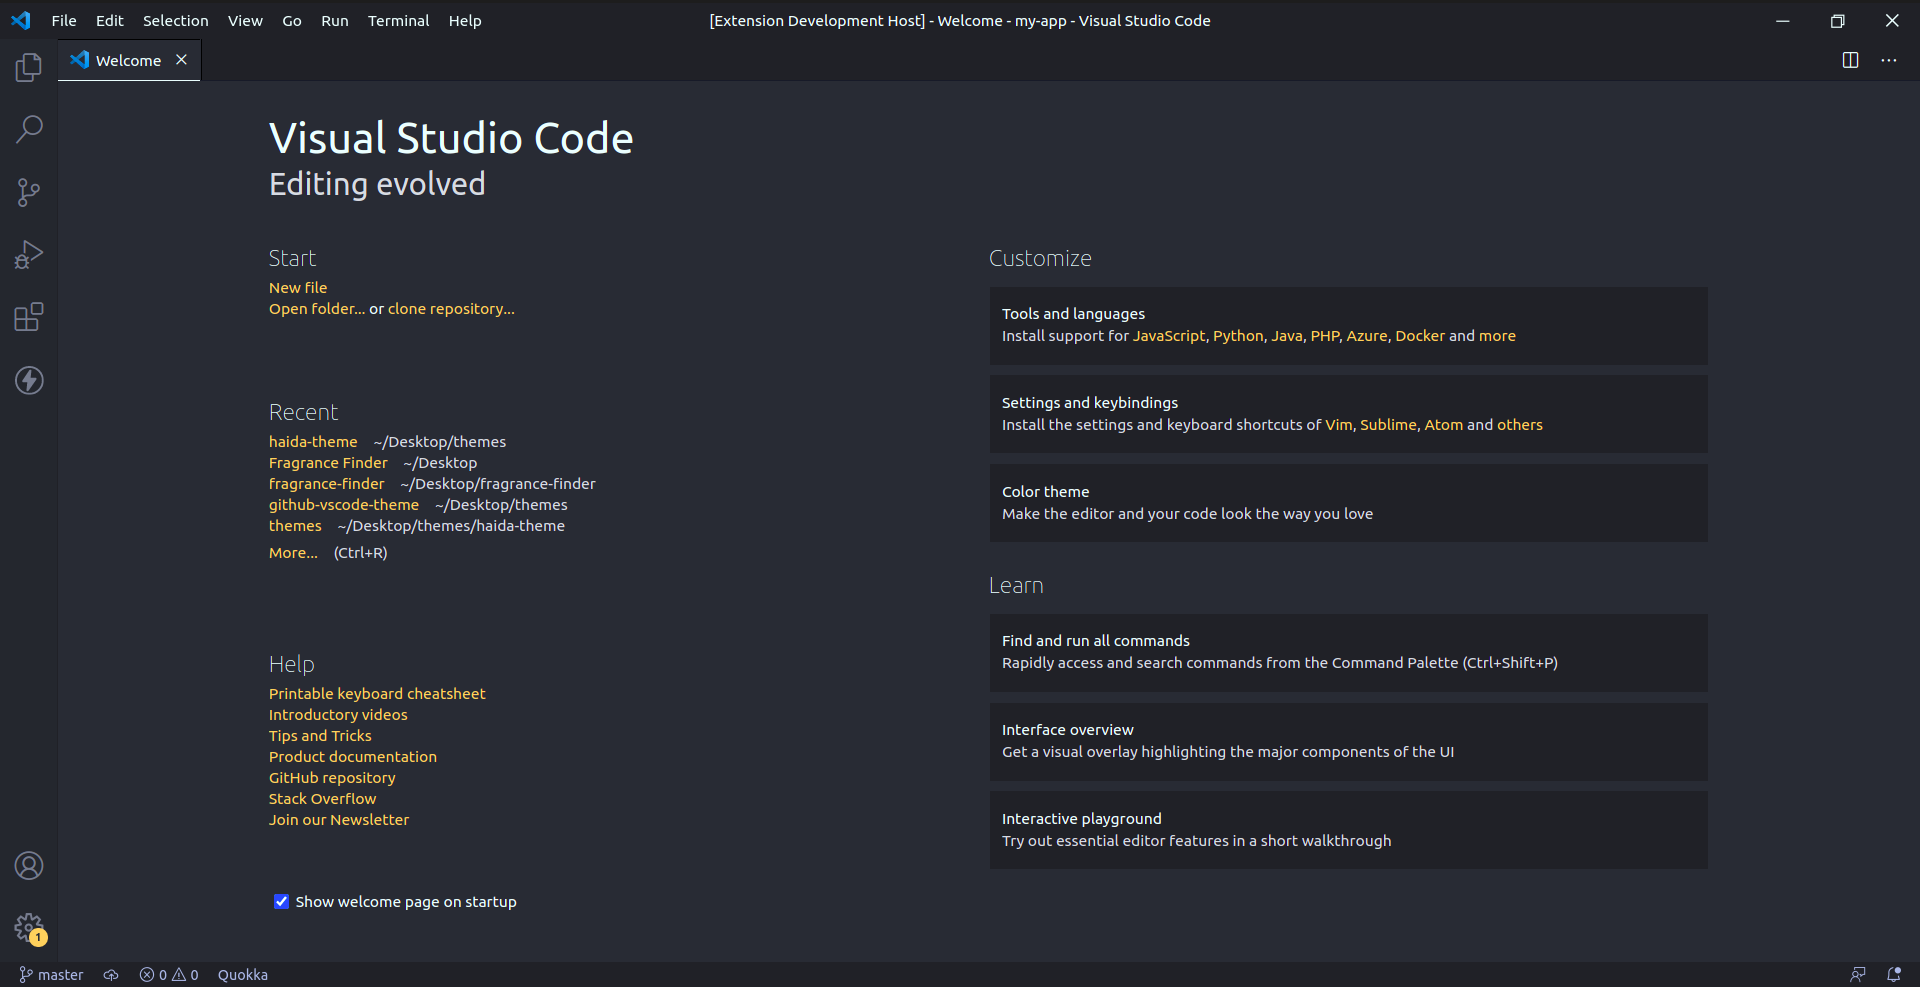 File Edit Selection View Go Run Terminal Help [Extension Development Host] - Welcome - my-app - Visual Studio Code
Welcome
Visual Studio Code
Editing evolved
Start
New file
Open folder... or clone repository...
Recent
haida-theme ~/Desktop/themes
Fragrance Finder ~/Desktop
fragrance-finder ~/Desktop/fragrance-finder
github-vscode-theme ~/Desktop/themes
themes ~/Desktop/themes/haida-theme
More... (Ctrl+R)
Help
Printable keyboard cheatsheet
Introductory videos
Tips and Tricks
Product documentation
GitHub repository
Stack Overflow
Join our Newsletter
Show welcome page on startup
Customize
Tools and languages
Install support for JavaScript, Python, Java, PHP, Azure, Docker and more
Settings and keybindings
Install the settings and keyboard shortcuts of Vim, Sublime, Atom and others
Color theme
Make the editor and your code look the way you love
Learn
Find and run all commands
Rapidly access and search commands from the Command Palette (Ctrl+Shift+P)
Interface overview
Get a visual overlay highlighting the major components of the UI
Interactive playground
Try out essential editor features in a short walkthrough
1
master 0 0 Quokka